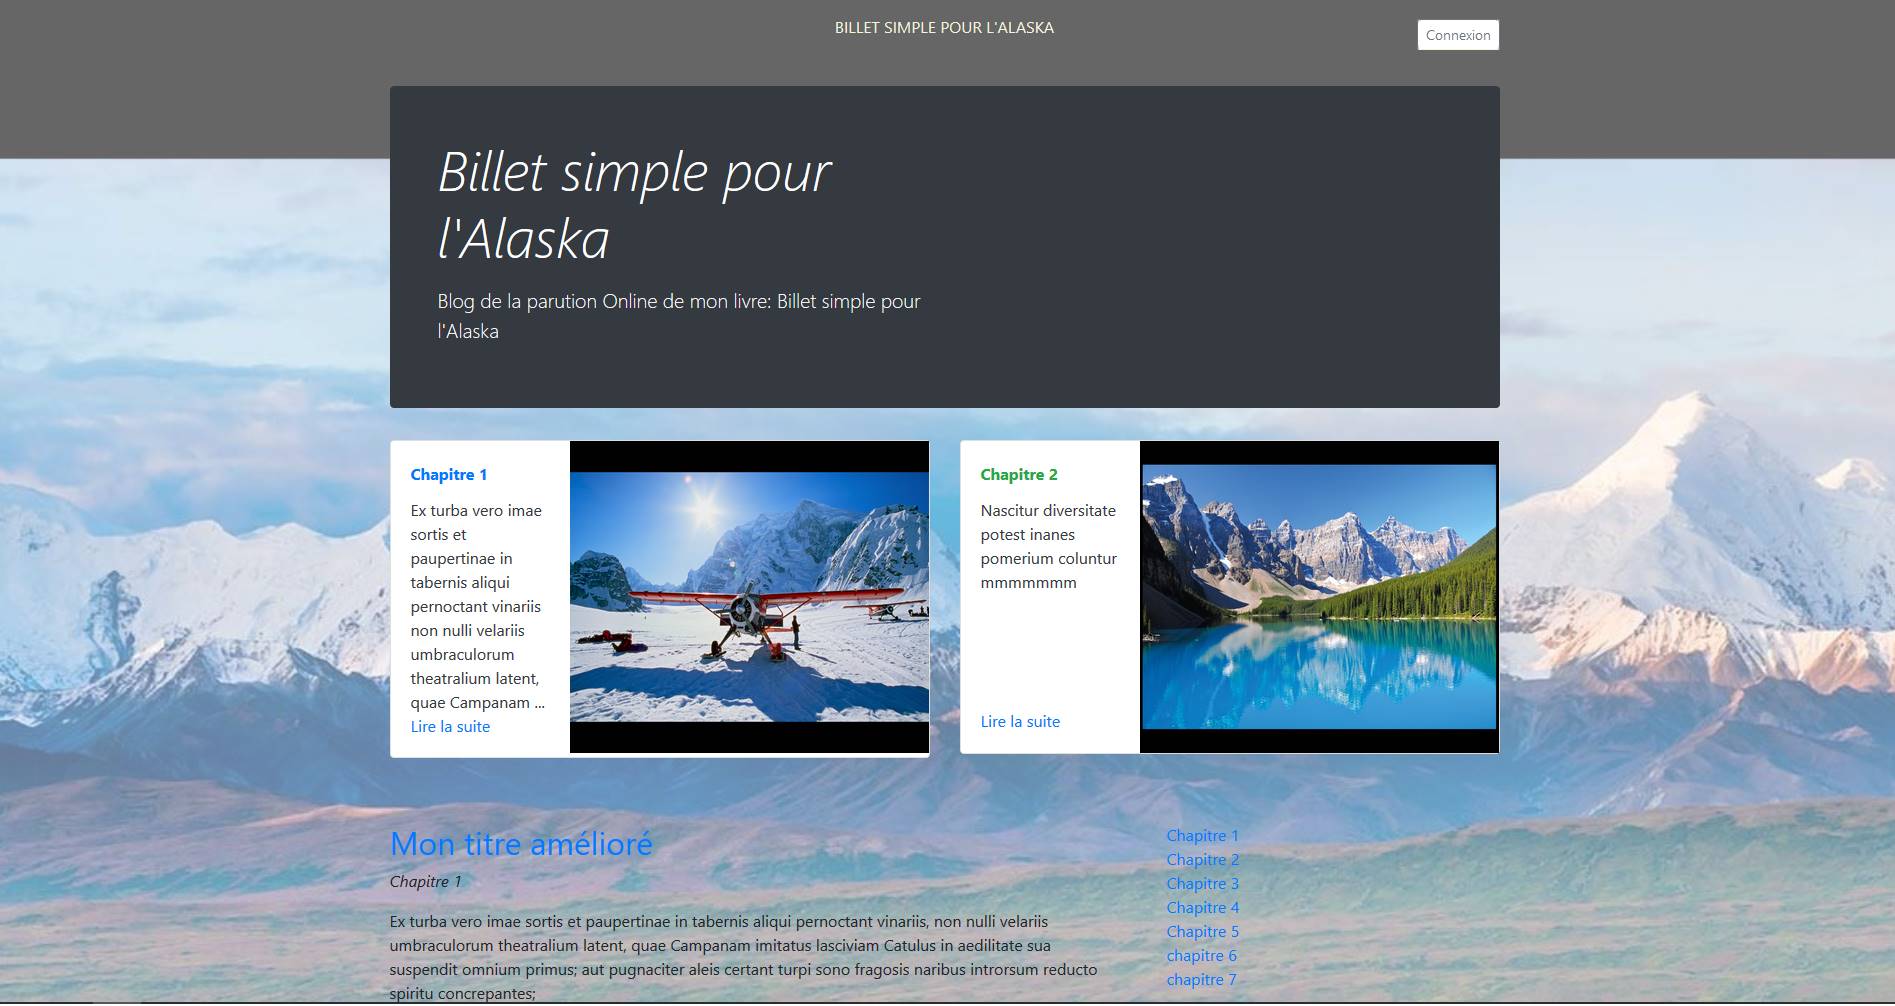 BILLET SIMPLE POUR L'ALASKA
Connexion
Billet simple pour
l'Alaska
Blog de la parution Online de mon livre: Billet simple pour
l'Alaska
Chapitre 1
Ex turba vero imae
sortis et
paupertinae in
tabernis aliqui
pernoctant vinariis
non nulli velariis
umbraculorum
theatralium latent,
quae Campanam ...
Lire la suite
Chapitre 2
Nascitur diversitate
potest inanes
pomerium coluntur
mmmmmmm
Lire la suite
Mon titre amélioré
Chapitre 1
Ex turba vero imae sortis et paupertinae in tabernis aliqui pernoctant vinariis, non nulli velariis
umbraculorum theatralium latent, quae Campanam imitatus lasciviam Catulus in aedilitate sua
suspendit omnium primus; aut pugnaciter aleis certant turpi sono fragosis naribus introrsum reducto
spiritu concrepantes;
Chapitre 1
Chapitre 2
Chapitre 3
Chapitre 4
Chapitre 5
chapitre 6
chapitre 7